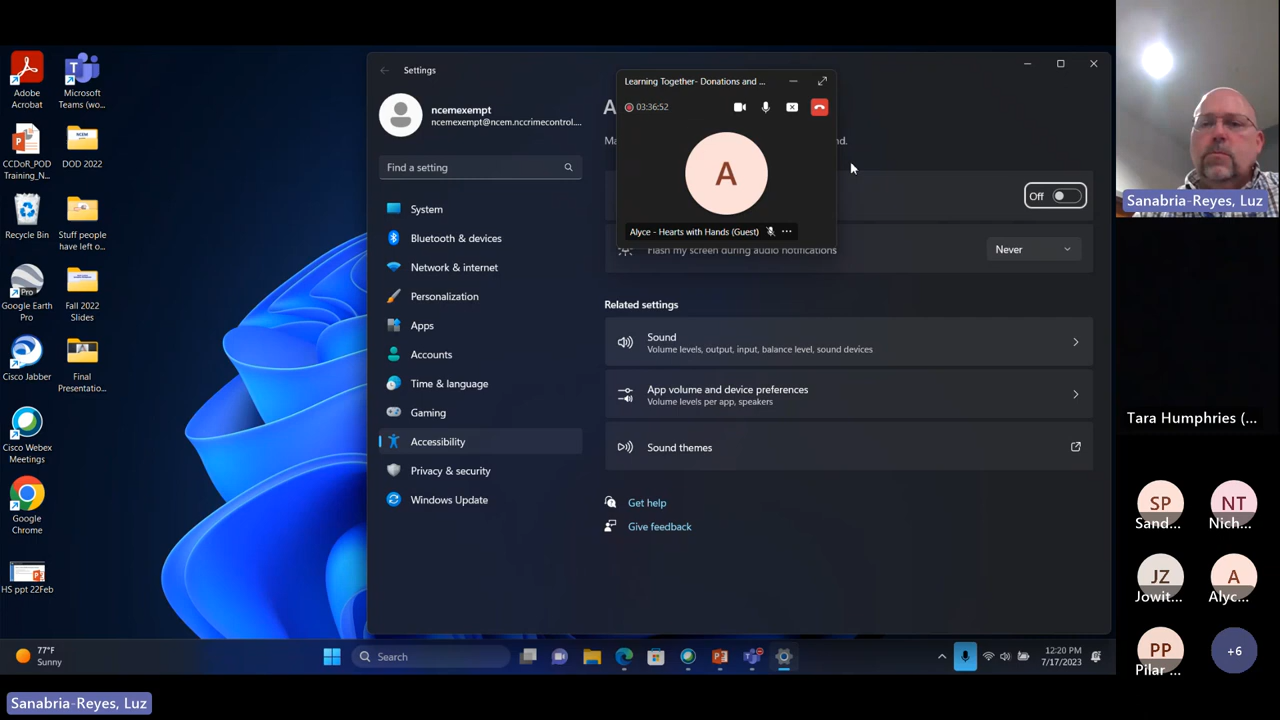 Adobe
Acrobat
Microsoft
Teams (wo...
CCDoR_POD
Training_N...
DOD 2022
Recycle Bin
Stuff people
have left o...
Google Earth
Pro
Fall 2022
Slides
Cisco Jabber
Final
Presentatio...
Cisco Webex
Meetings
Google
Chrome
HS ppt 22Feb
Settings
ncemexempt
ncemexempt@ncem.nccrimecontrol....
Find a setting
System
Bluetooth & devices
Network & internet
Personalization
Apps
Accounts
Time & language
Gaming
Accessibility
Privacy & security
Windows Update
Learning Together- Donations and ...
03:36:52
A
Alyce - Hearts with Hands (Guest)
Off
Flash my screen during audio notifications
Never
Related settings
Sound
Volume levels, output, input, balance level, sound devices
App volume and device preferences
Volume levels per app, speakers
Sound themes
Get help
Give feedback
77°F
Sunny
Search
12:20 PM
7/17/2023
Sanabria-Reyes, Luz
Sanabria-Reyes, Luz
Tara Humphries (...
SP
Sand...
NT
Nich...
JZ
Jowit...
A
Alyc...
PP
Pilar ...
+6